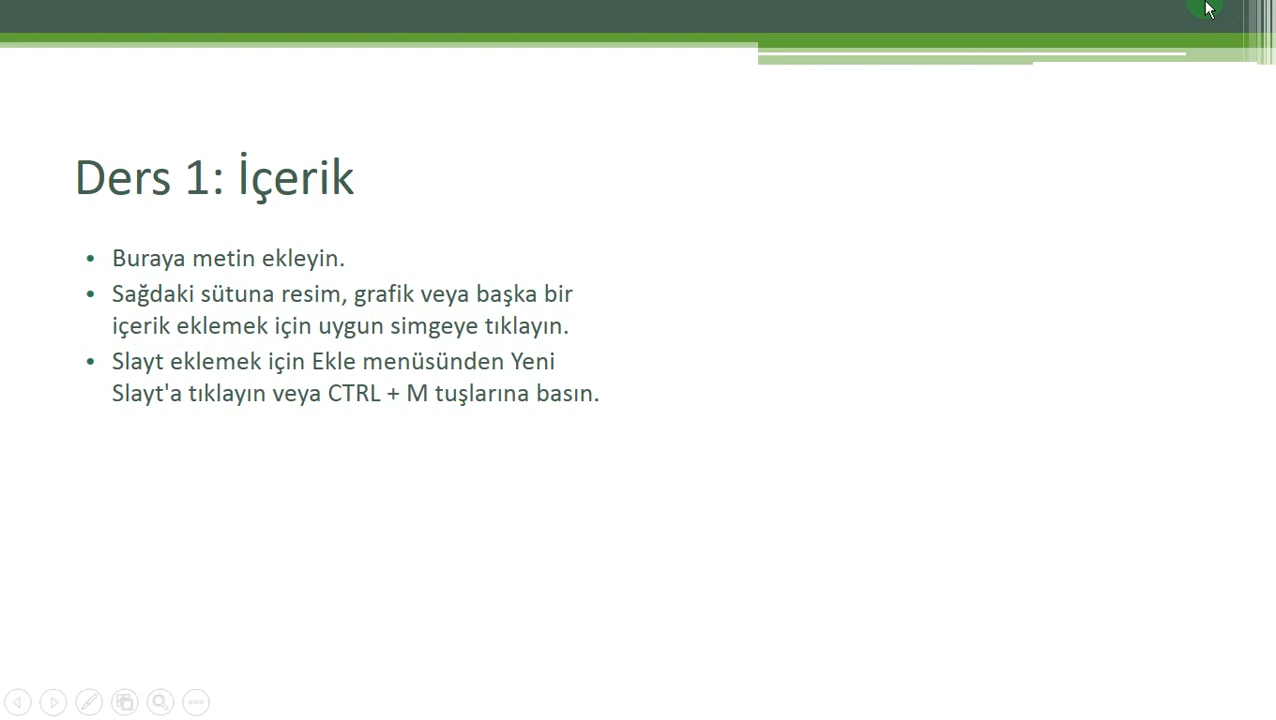 Ders 1: İçerik
• Buraya metin ekleyin.
• Sağdaki sütuna resim, grafik veya başka bir
içerik eklemek için uygun simgeye tıklayın.
• Slayt eklemek için Ekle menüsünden Yeni
Slayt'a tıklayın veya CTRL + M tuşlarına basın.